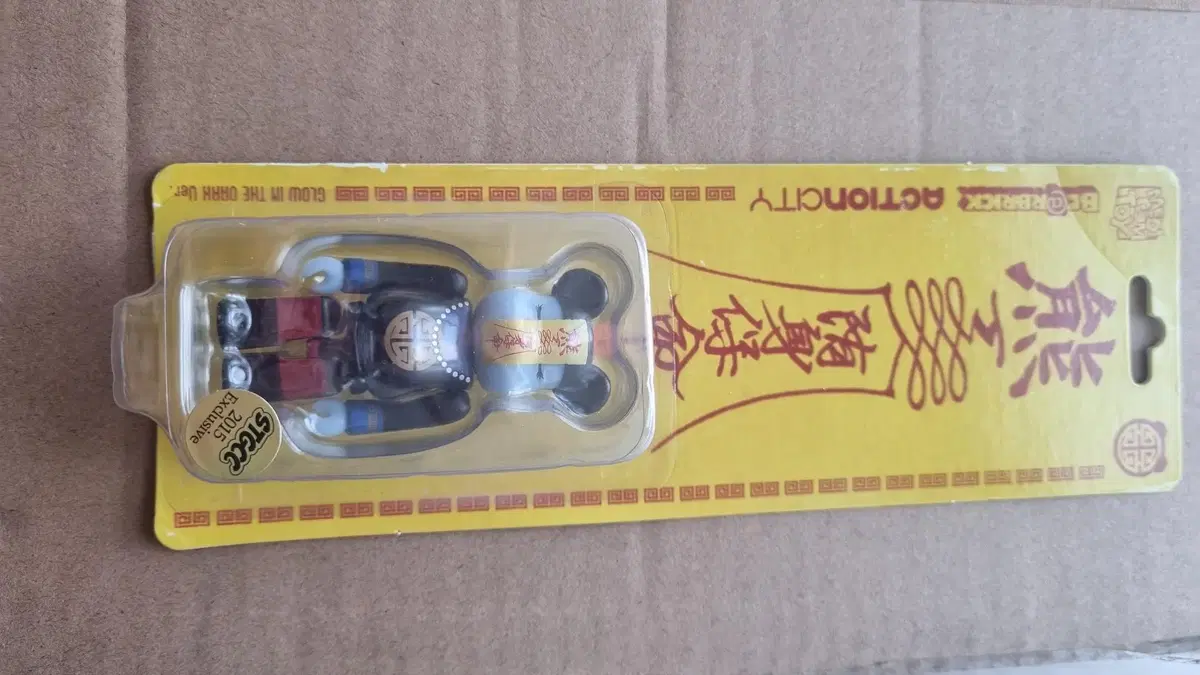 BE@RBRICK
ACTIONCITY
GLOW IN THE DARK Ver.
熊
隨身保命
STGCC
2015
Exclusive